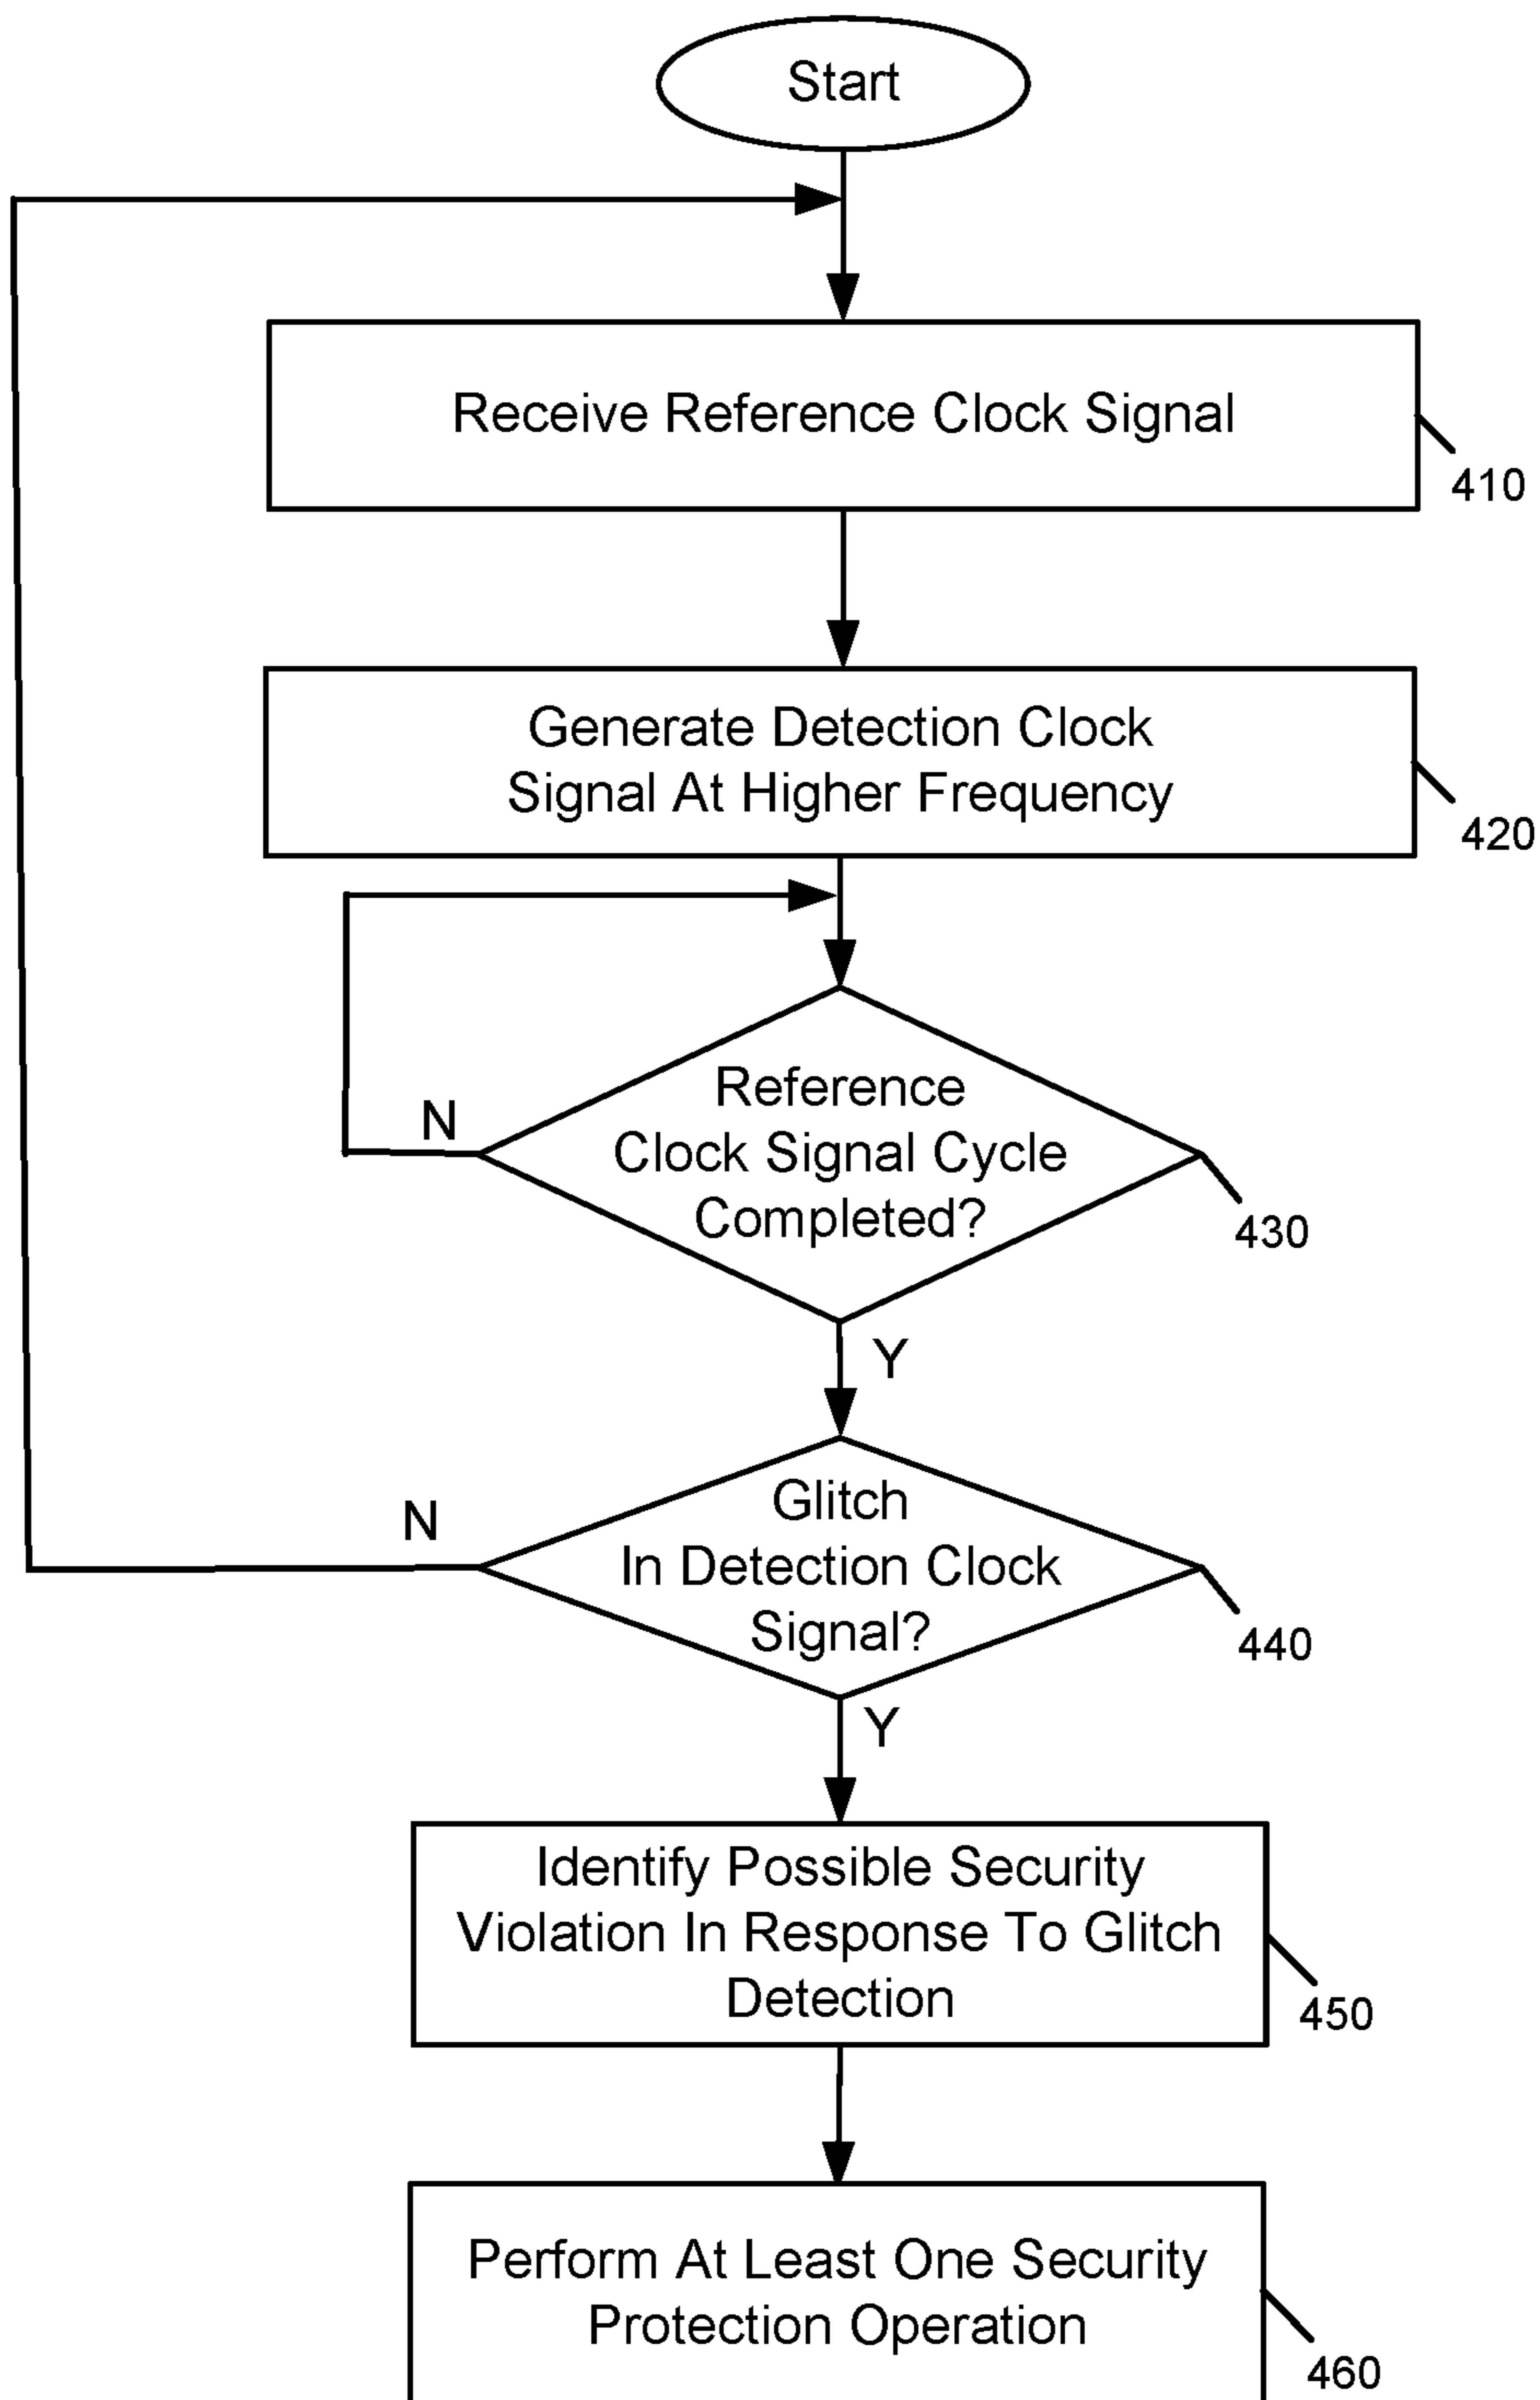 Start
Receive Reference Clock Signal
410
Generate Detection Clock
Signal At Higher Frequency
420
Reference
Clock Signal Cycle
Completed?
N
430
Y
Glitch
In Detection Clock
Signal?
N
440
Y
Identify Possible Security
Violation In Response To Glitch
Detection
450
Perform At Least One Security
Protection Operation
460